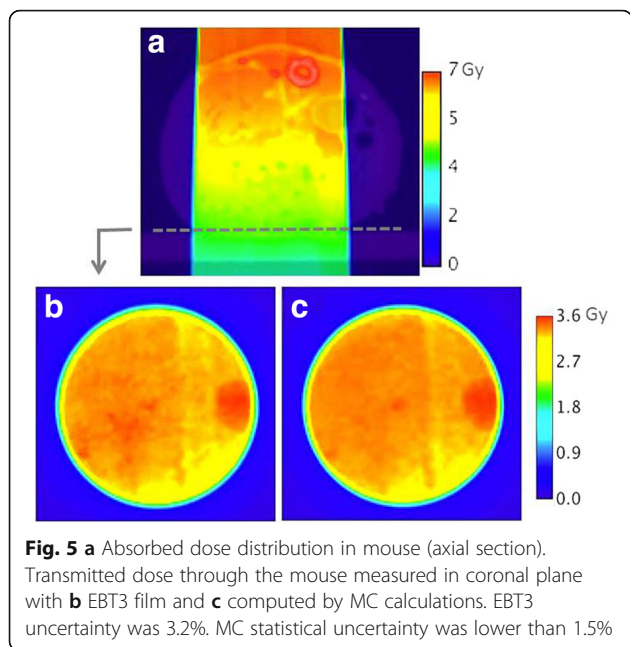 a
7 Gy
5
4
2
0
b
c
3.6 Gy
2.7
1.8
0.9
0.0
Fig. 5 a Absorbed dose distribution in mouse (axial section).
Transmitted dose through the mouse measured in coronal plane
with b EBT3 film and c computed by MC calculations. EBT3
uncertainty was 3.2%. MC statistical uncertainty was lower than 1.5%